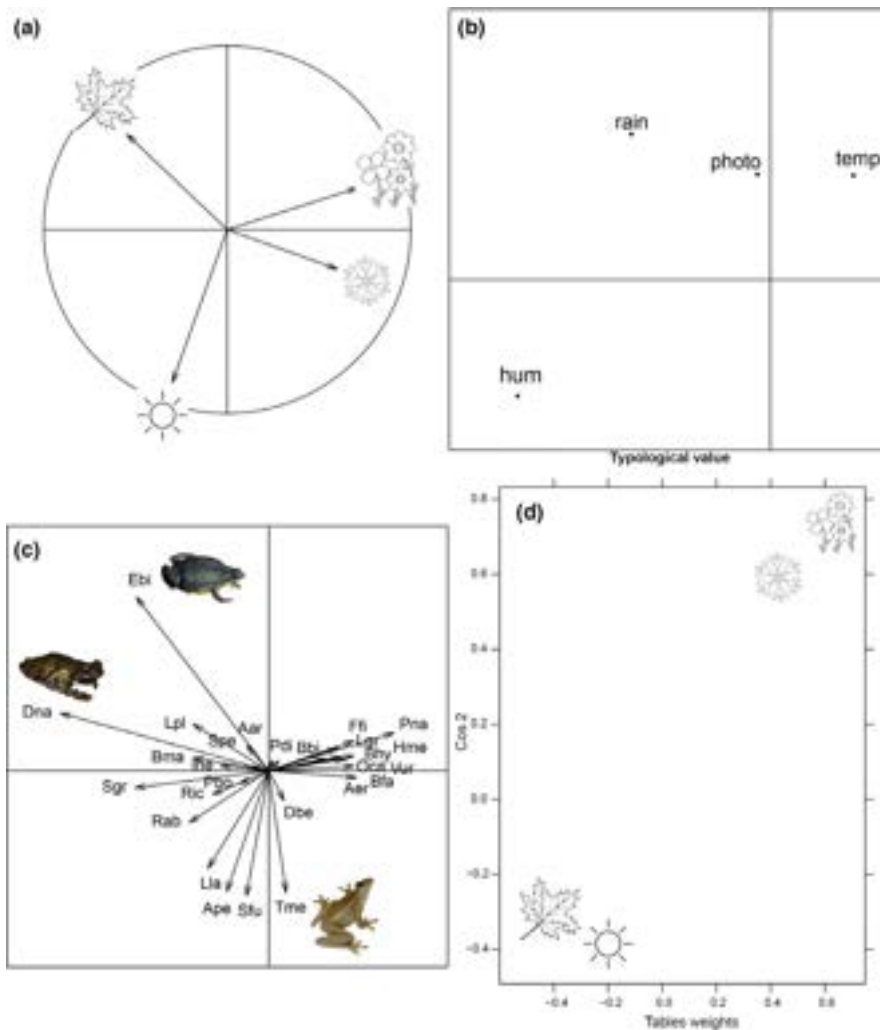 (a)
(b)
rain
photo
temp
hum
Typological value
(c)
Ebi
Dna
Lpl
Aar
Spe
Pdi
Bbi
Ffi
Lgr
Pna
Hme
Bma
Shy
Oca
Vur
Sgr
Ric
Aer
Bfa
Rab
Dbe
Lla
Ape
Sfu
Tme
(d)
0.8
0.6
0.4
0.2
0.0
−0.2
−0.4
Cos 2
−0.4
−0.2
0.0
0.2
0.4
0.6
Tables weights